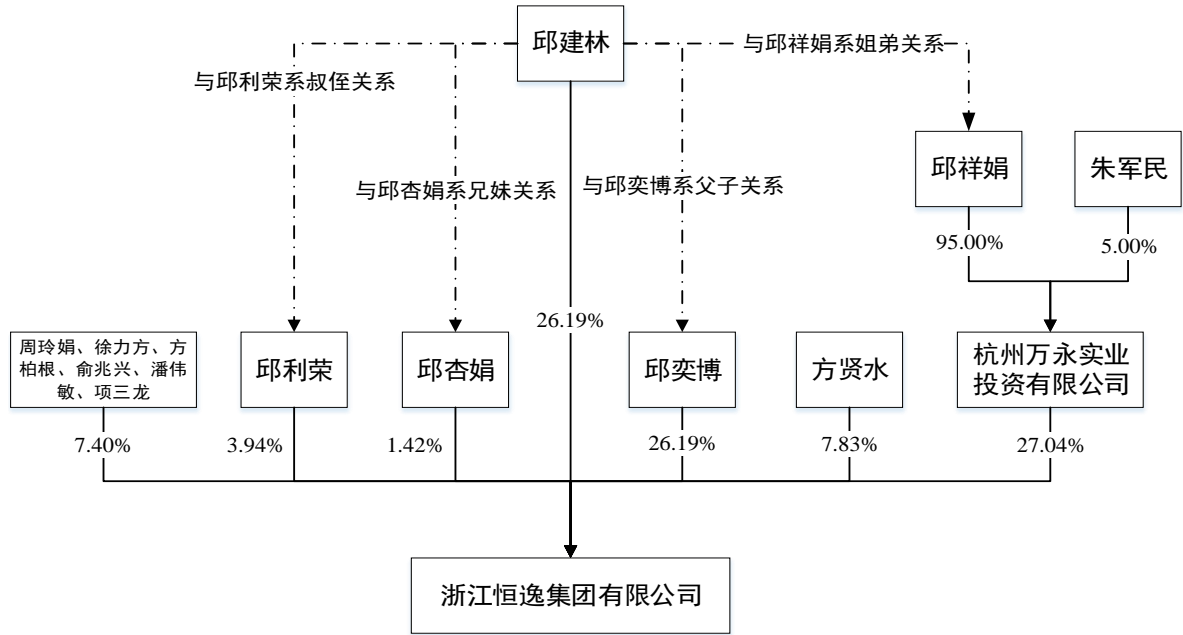 邱建林
与邱祥娟系姐弟关系
与邱利荣系叔侄关系
邱祥娟
朱军民
与邱杏娟系兄妹关系
与邱奕博系父子关系
95.00%
5.00%
26.19%
周玲娟、徐力方、方
柏根、俞兆兴、潘伟
敏、项三龙
邱利荣
邱杏娟
邱奕博
方贤水
杭州万永实业
投资有限公司
7.40%
3.94%
1.42%
26.19%
7.83%
27.04%
浙江恒逸集团有限公司